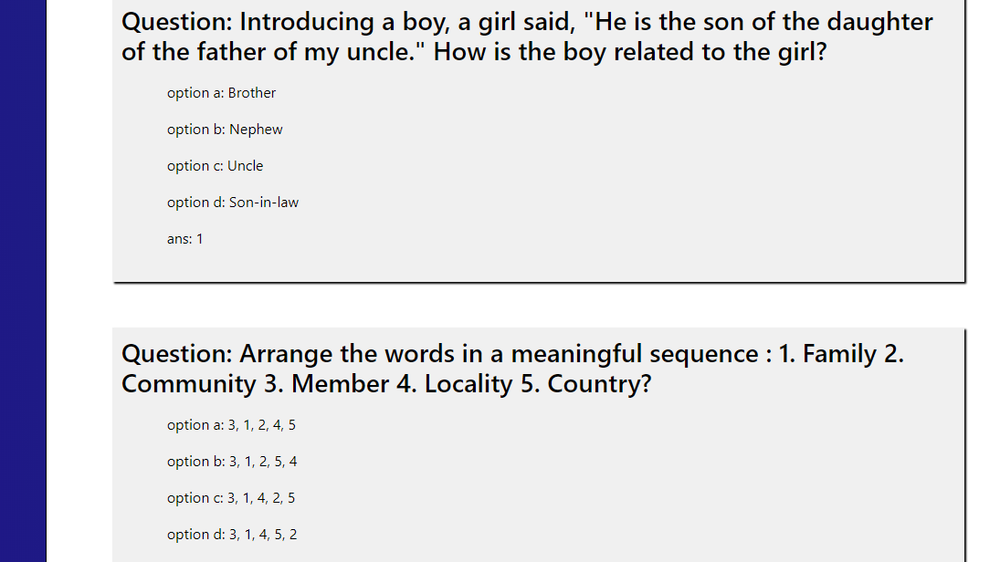 Question: Introducing a boy, a girl said, "He is the son of the daughter
of the father of my uncle." How is the boy related to the girl?
option a: Brother
option b: Nephew
option c: Uncle
option d: Son-in-law
ans: 1
Question: Arrange the words in a meaningful sequence : 1. Family 2.
Community 3. Member 4. Locality 5. Country?
option a: 3, 1, 2, 4, 5
option b: 3, 1, 2, 5, 4
option c: 3, 1, 4, 2, 5
option d: 3, 1, 4, 5, 2